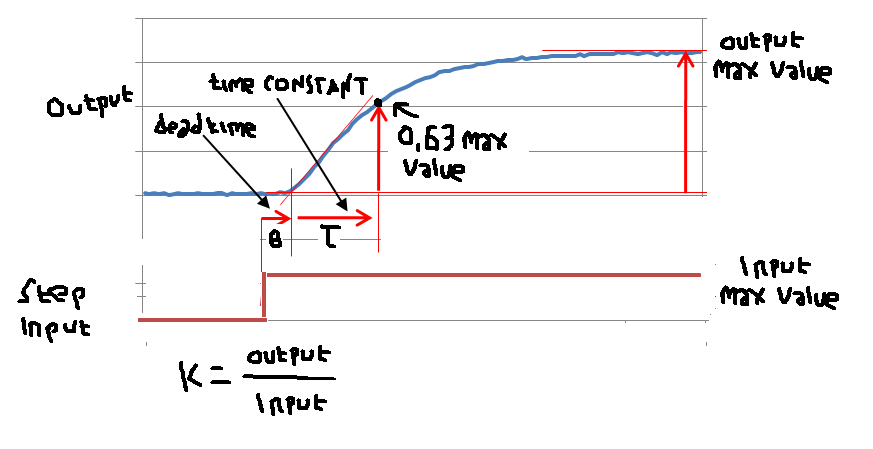 output
max value
time CONSTANT
Output
deadtime
0,63 max
value
θ
τ
Input
max value
Step
Input
K = output
Input